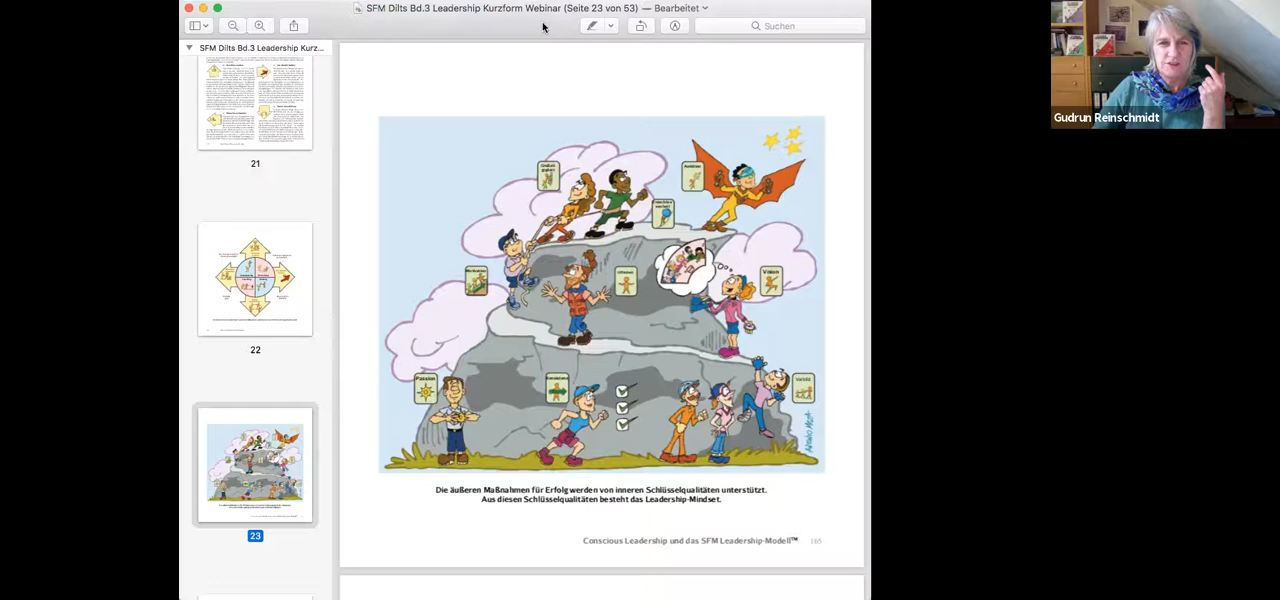 SFM Dilts Bd.3 Leadership Kurzform Webinar (Seite 23 von 53) — Bearbeitet
Suchen
SFM Dilts Bd.3 Leadership Kurz...
21
22
23
Passion
Vision
Vorbild
Die äußeren Maßnahmen für Erfolg werden von inneren Schlüsselqualitäten unterstützt.
Aus diesen Schlüsselqualitäten besteht das Leadership-Mindset.
Conscious Leadership und das SFM Leadership-Modell™ 165
Gudrun Reinschmidt